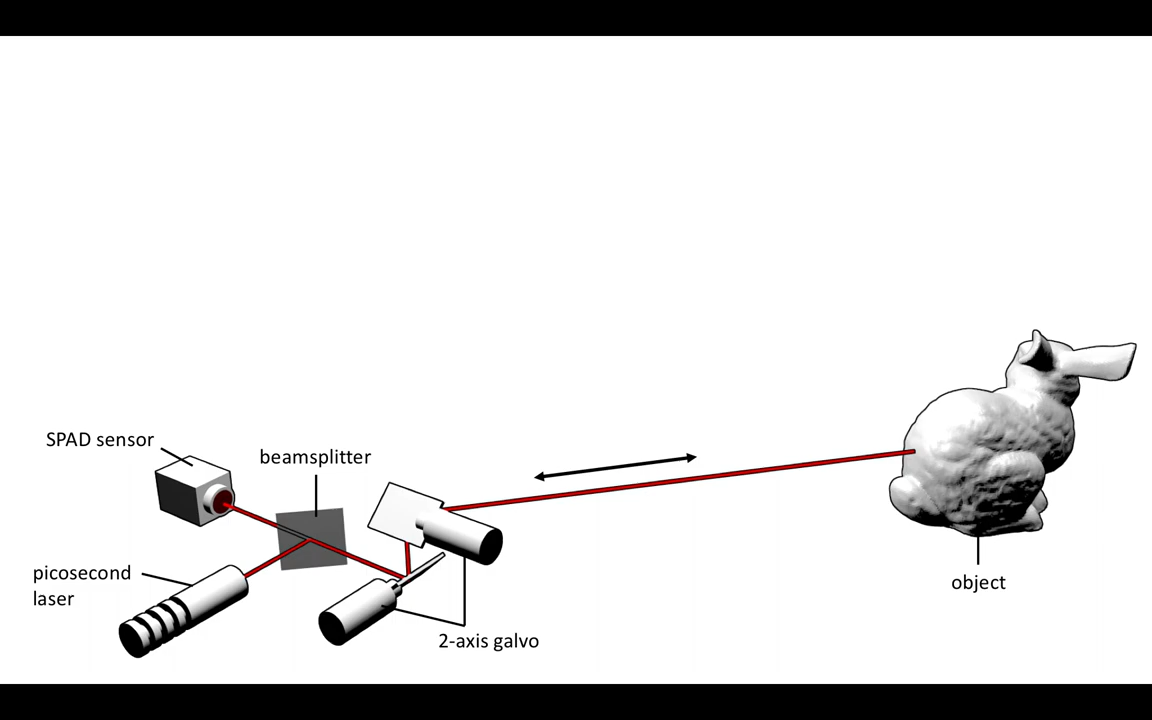 SPAD sensor
beamsplitter
picosecond
laser
2-axis galvo
object